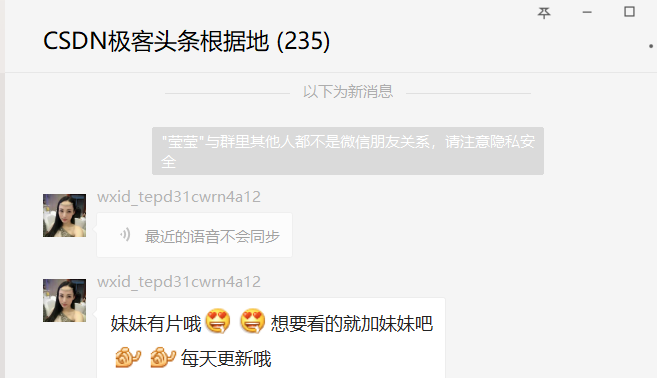 CSDN极客头条根据地 (235)
以下为新消息
"莹莹"与群里其他人都不是微信朋友关系，请注意隐私安
全
wxid_tepd31cwrn4a12
最近的语音不会同步
wxid_tepd31cwrn4a12
妹妹有片哦😍😍想要看的就加妹妹吧
每天更新哦